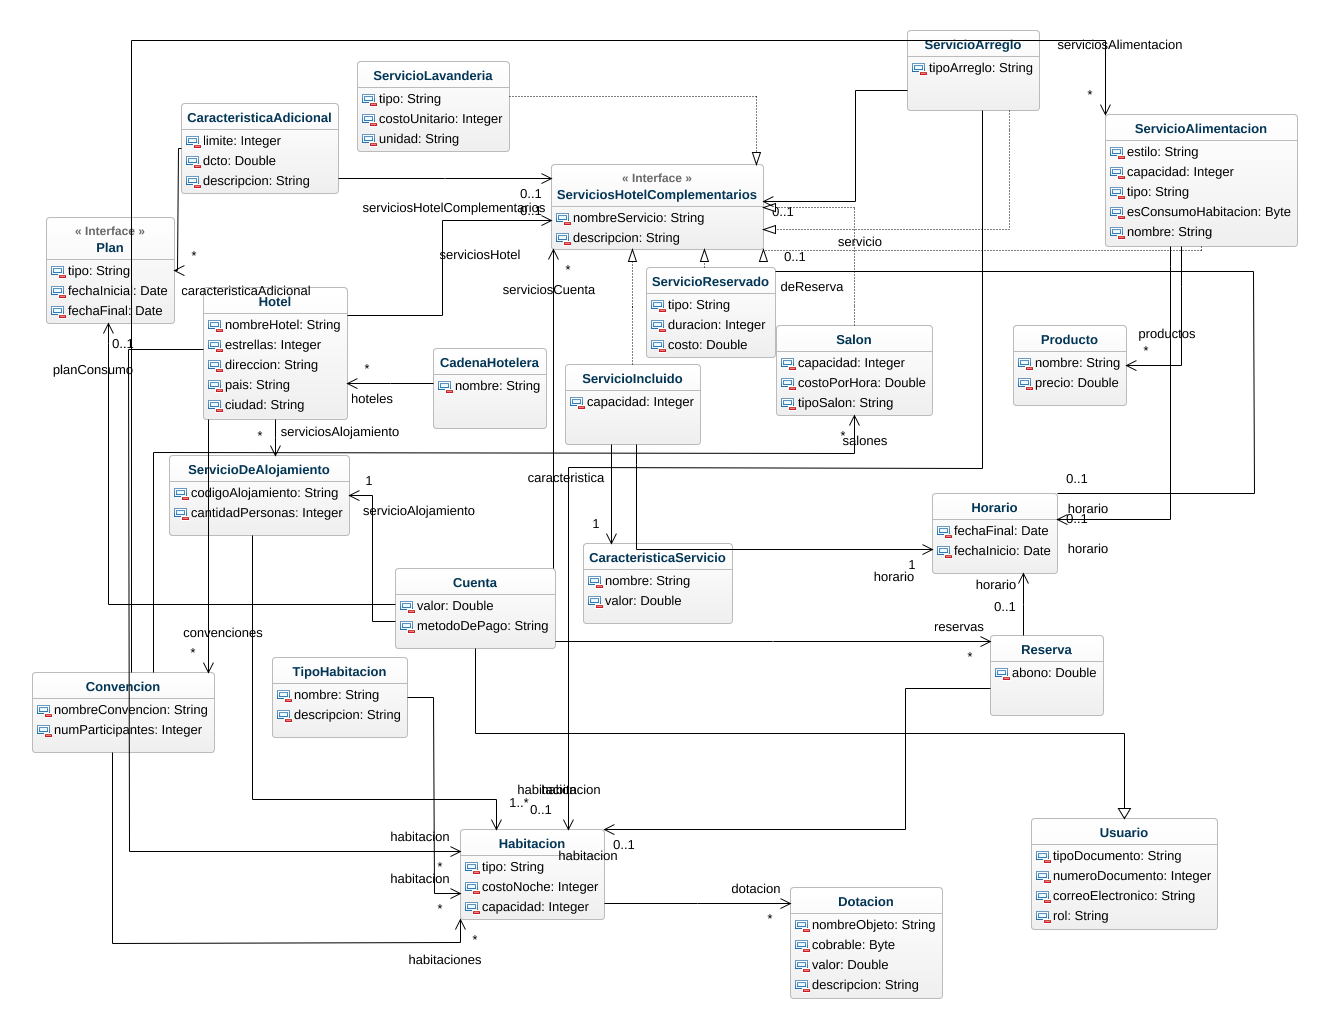 ServicioArreglo
tipoArreglo: String
serviciosAlimentacion
*
ServicioLavanderia
tipo: String
costoUnitario: Integer
unidad: String
CaracteristicaAdicional
limite: Integer
dcto: Double
descripcion: String
ServicioAlimentacion
estilo: String
capacidad: Integer
tipo: String
esConsumoHabitacion: Byte
nombre: String
« Interface »
ServiciosHotelComplementarios
nombreServicio: String
descripcion: String
0..1
serviciosHotelComplementarios
0..1
0..1
servicio
0..1
« Interface »
Plan
tipo: String
fechaInicia: Date
fechaFinal: Date
*
caracteristicaAdicional
serviciosHotel
*
serviciosCuenta
ServicioReservado
tipo: String
duracion: Integer
costo: Double
deReserva
Hotel
nombreHotel: String
estrellas: Integer
direccion: String
pais: String
ciudad: String
0..1
planConsumo
CadenaHotelera
nombre: String
*
hoteles
ServicioIncluido
capacidad: Integer
Salon
capacidad: Integer
costoPorHora: Double
tipoSalon: String
*
salones
Producto
nombre: String
precio: Double
productos
*
*
serviciosAlojamiento
ServicioDeAlojamiento
codigoAlojamiento: String
cantidadPersonas: Integer
1
servicioAlojamiento
caracteristica
1
0..1
horario
0..1
horario
Horario
fechaFinal: Date
fechaInicio: Date
1
horario
horario
0..1
CaracteristicaServicio
nombre: String
valor: Double
Cuenta
valor: Double
metodoDePago: String
reservas
*
Reserva
abono: Double
convenciones
*
TipoHabitacion
nombre: String
descripcion: String
Convencion
nombreConvencion: String
numParticipantes: Integer
habitacion
habitacion
1..*
0..1
habitacion
*
habitacion
*
Habitacion
tipo: String
costoNoche: Integer
capacidad: Integer
0..1
habitacion
*
habitaciones
dotacion
*
Dotacion
nombreObjeto: String
cobrable: Byte
valor: Double
descripcion: String
Usuario
tipoDocumento: String
numeroDocumento: Integer
correoElectronico: String
rol: String